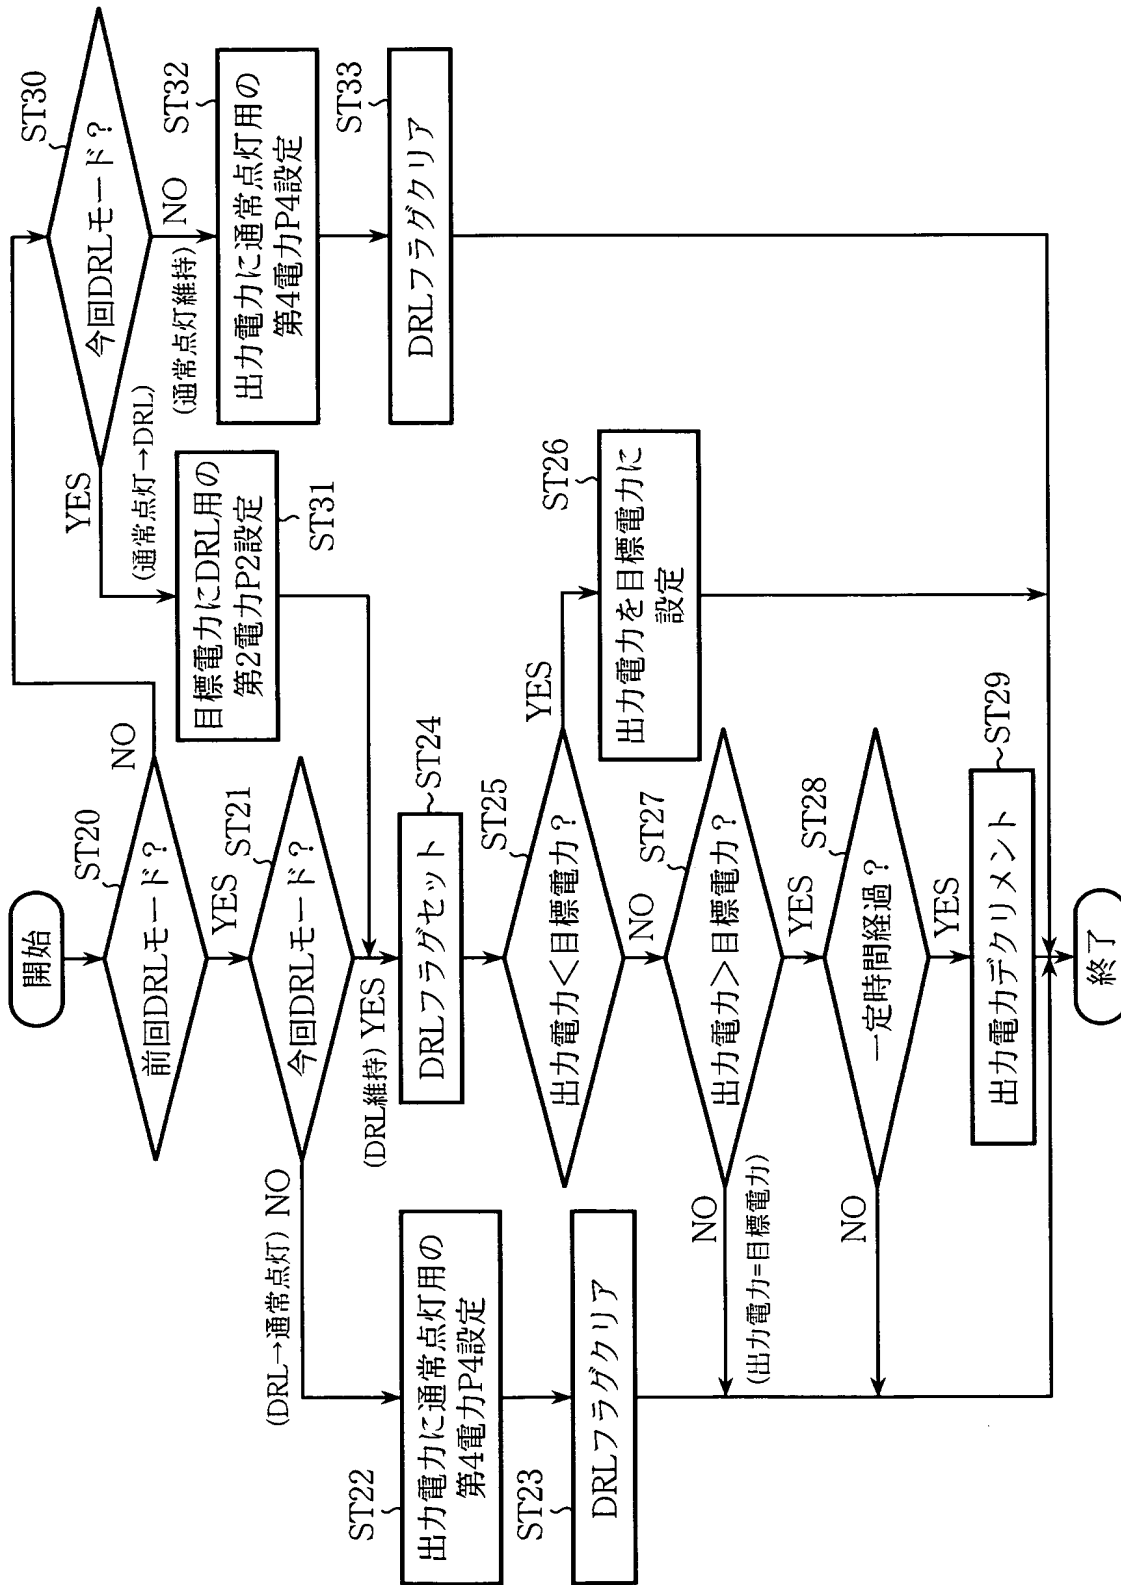 開始
ST20
前回DRLモード？
NO
YES
ST21
今回DRLモード？
(DRL→通常点灯) NO
(DRL維持) YES
ST22
出力電力に通常点灯用の
第4電力P4設定
ST23
DRLフラグクリア
ST24
DRLフラグセット
ST25
出力電力＜目標電力？
YES
NO
ST26
出力電力を目標電力に
設定
ST27
出力電力＞目標電力？
NO
(出力電力=目標電力)
YES
ST28
一定時間経過？
NO
YES
ST29
出力電力デクリメント
終了
ST30
今回DRLモード？
YES
(通常点灯→DRL)
NO
(通常点灯維持)
目標電力にDRL用の
第2電力P2設定
ST31
ST32
出力電力に通常点灯用の
第4電力P4設定
ST33
DRLフラグクリア